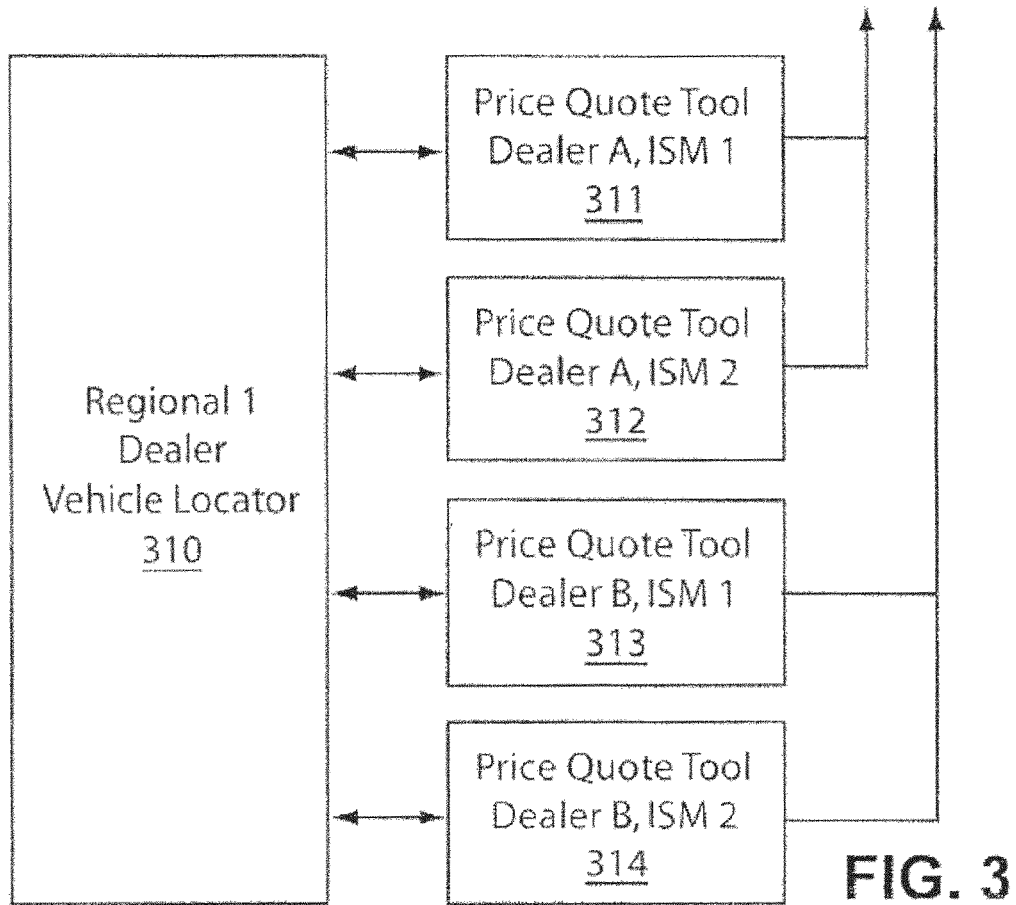 Regional 1
Dealer
Vehicle Locator
310
Price Quote Tool
Dealer A, ISM 1
311
Price Quote Tool
Dealer A, ISM 2
312
Price Quote Tool
Dealer B, ISM 1
313
Price Quote Tool
Dealer B, ISM 2
314
FIG. 3